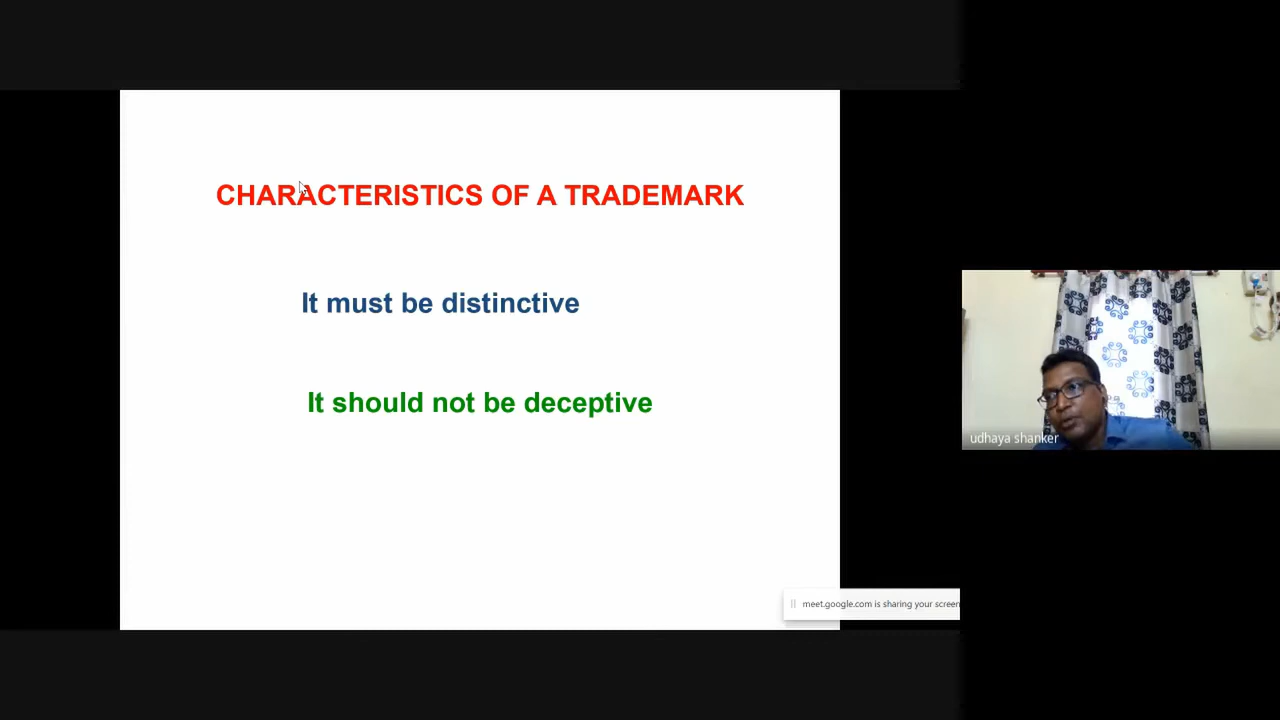 CHARACTERISTICS OF A TRADEMARK
It must be distinctive
It should not be deceptive
udhaya shanker
meet.google.com is sharing your screen